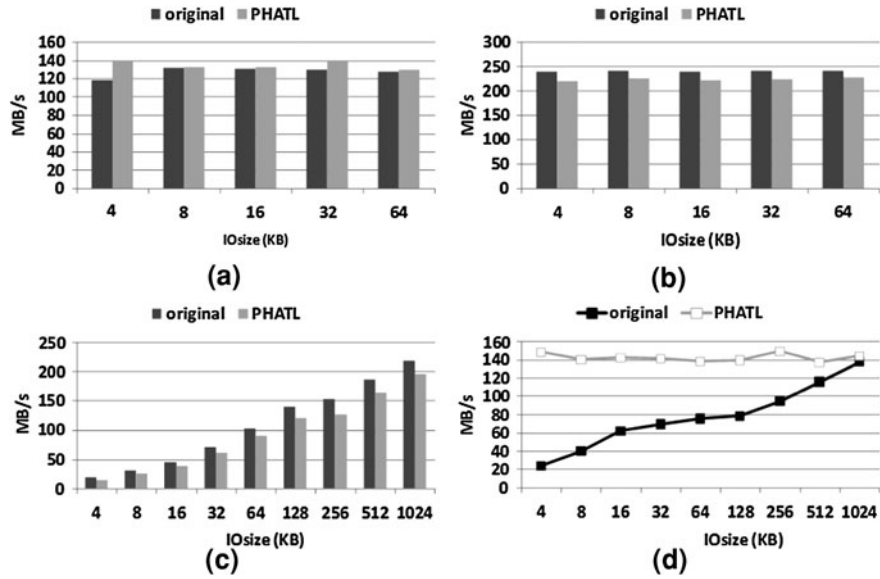 original PHATL
160
140
120
100
80
60
40
20
0
MB/s
4 8 16 32 64
IOsize (KB)
(a)
original PHATL
300
250
200
150
100
50
0
MB/s
4 8 16 32 64
IOsize (KB)
(b)
original PHATL
250
200
150
100
50
0
MB/s
4 8 16 32 64 128 256 512 1024
IOsize (KB)
(c)
original PHATL
160
140
120
100
80
60
40
20
0
MB/s
4 8 16 32 64 128 256 512 1024
IOsize (KB)
(d)